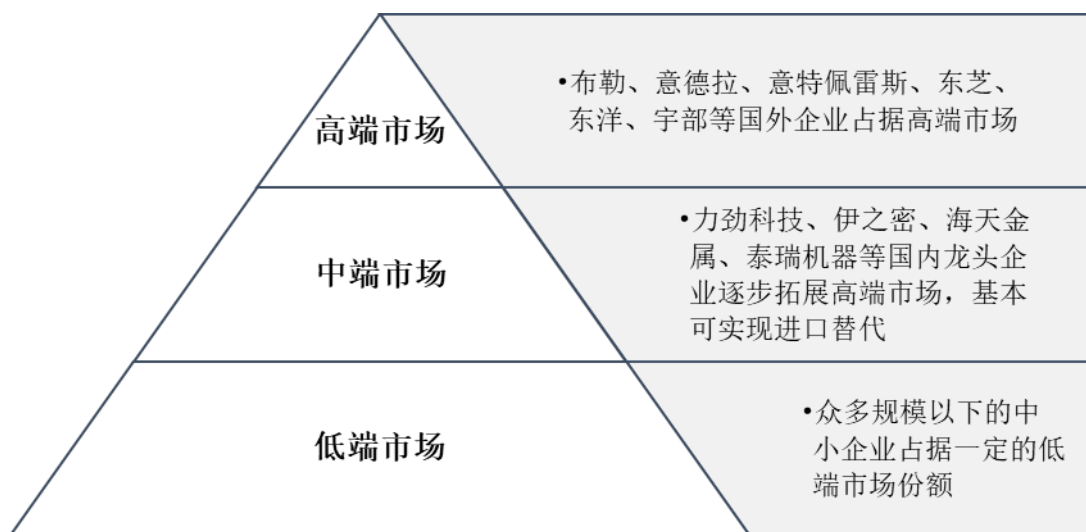 •布勒、意德拉、意特佩雷斯、东芝、
东洋、宇部等国外企业占据高端市场
高端市场
•力劲科技、伊之密、海天金
属、泰瑞机器等国内龙头企
业逐步拓展高端市场，基本
可实现进口替代
中端市场
•众多规模以下的中
小企业占据一定的低
端市场份额
低端市场